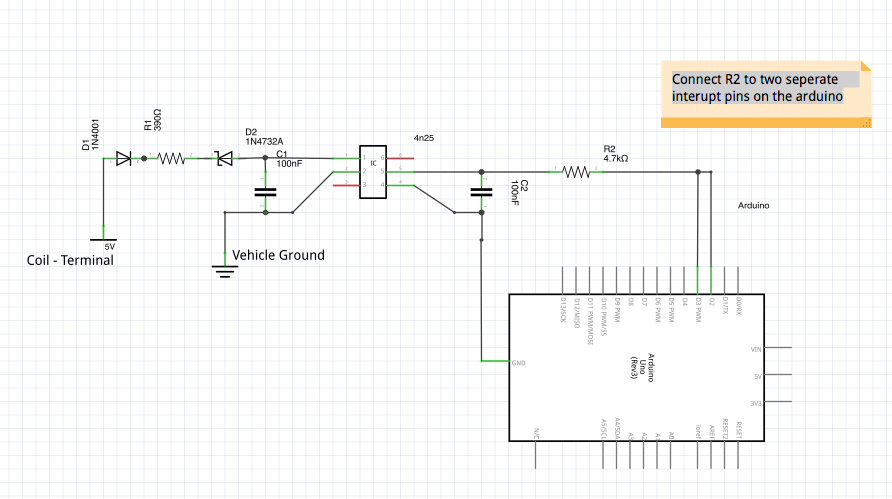 Connect R2 to two seperate
interupt pins on the arduino
D1
1N4001
R1
390Ω
D2
1N4732A
C1
100nF
4n25
IC
1
2
3
6
5
4
C2
100nF
R2
4.7kΩ
Arduino
5V
Coil - Terminal
Vehicle Ground
D13/SCK
D12/MISO
D11 PWM/MOSI
D10 PWM/SS
D9 PWM
D8
D7
D6 PWM
D5 PWM
D4
D3 PWM
D2
D1/TX
D0/RX
Arduino
Uno
(Rev3)
GND
VIN
5V
3V3
N/C
A5/SCL
A4/SDA
A3
A2
A1
A0
ioref
AREF
RESET2
RESET